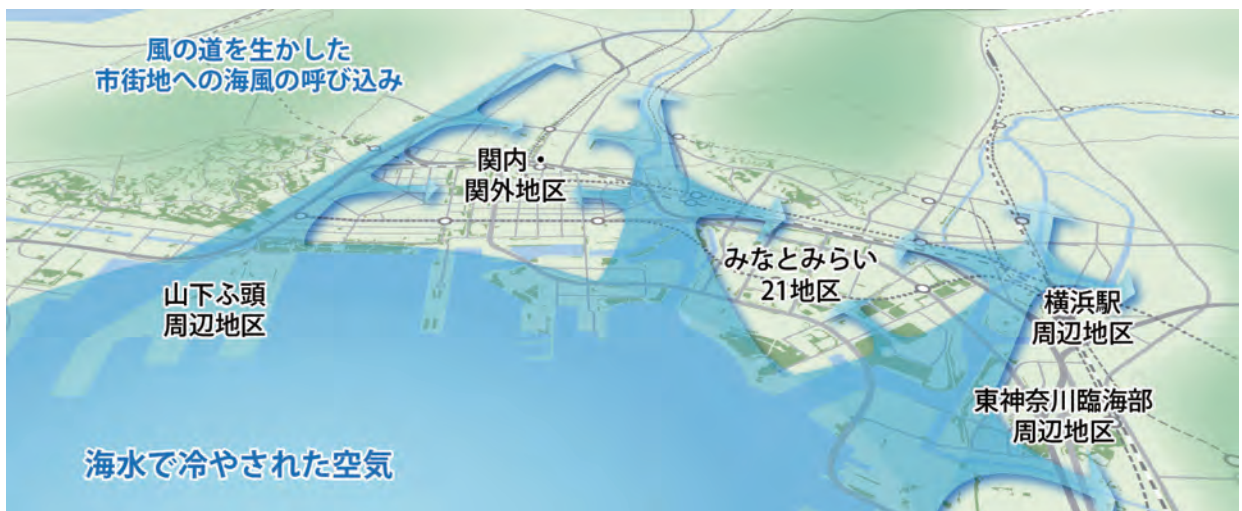 風の道を生かした
市街地への海風の呼び込み
関内・
関外地区
みなとみらい
21地区
横浜駅
周辺地区
山下ふ頭
周辺地区
東神奈川臨海部
周辺地区
海水で冷やされた空気